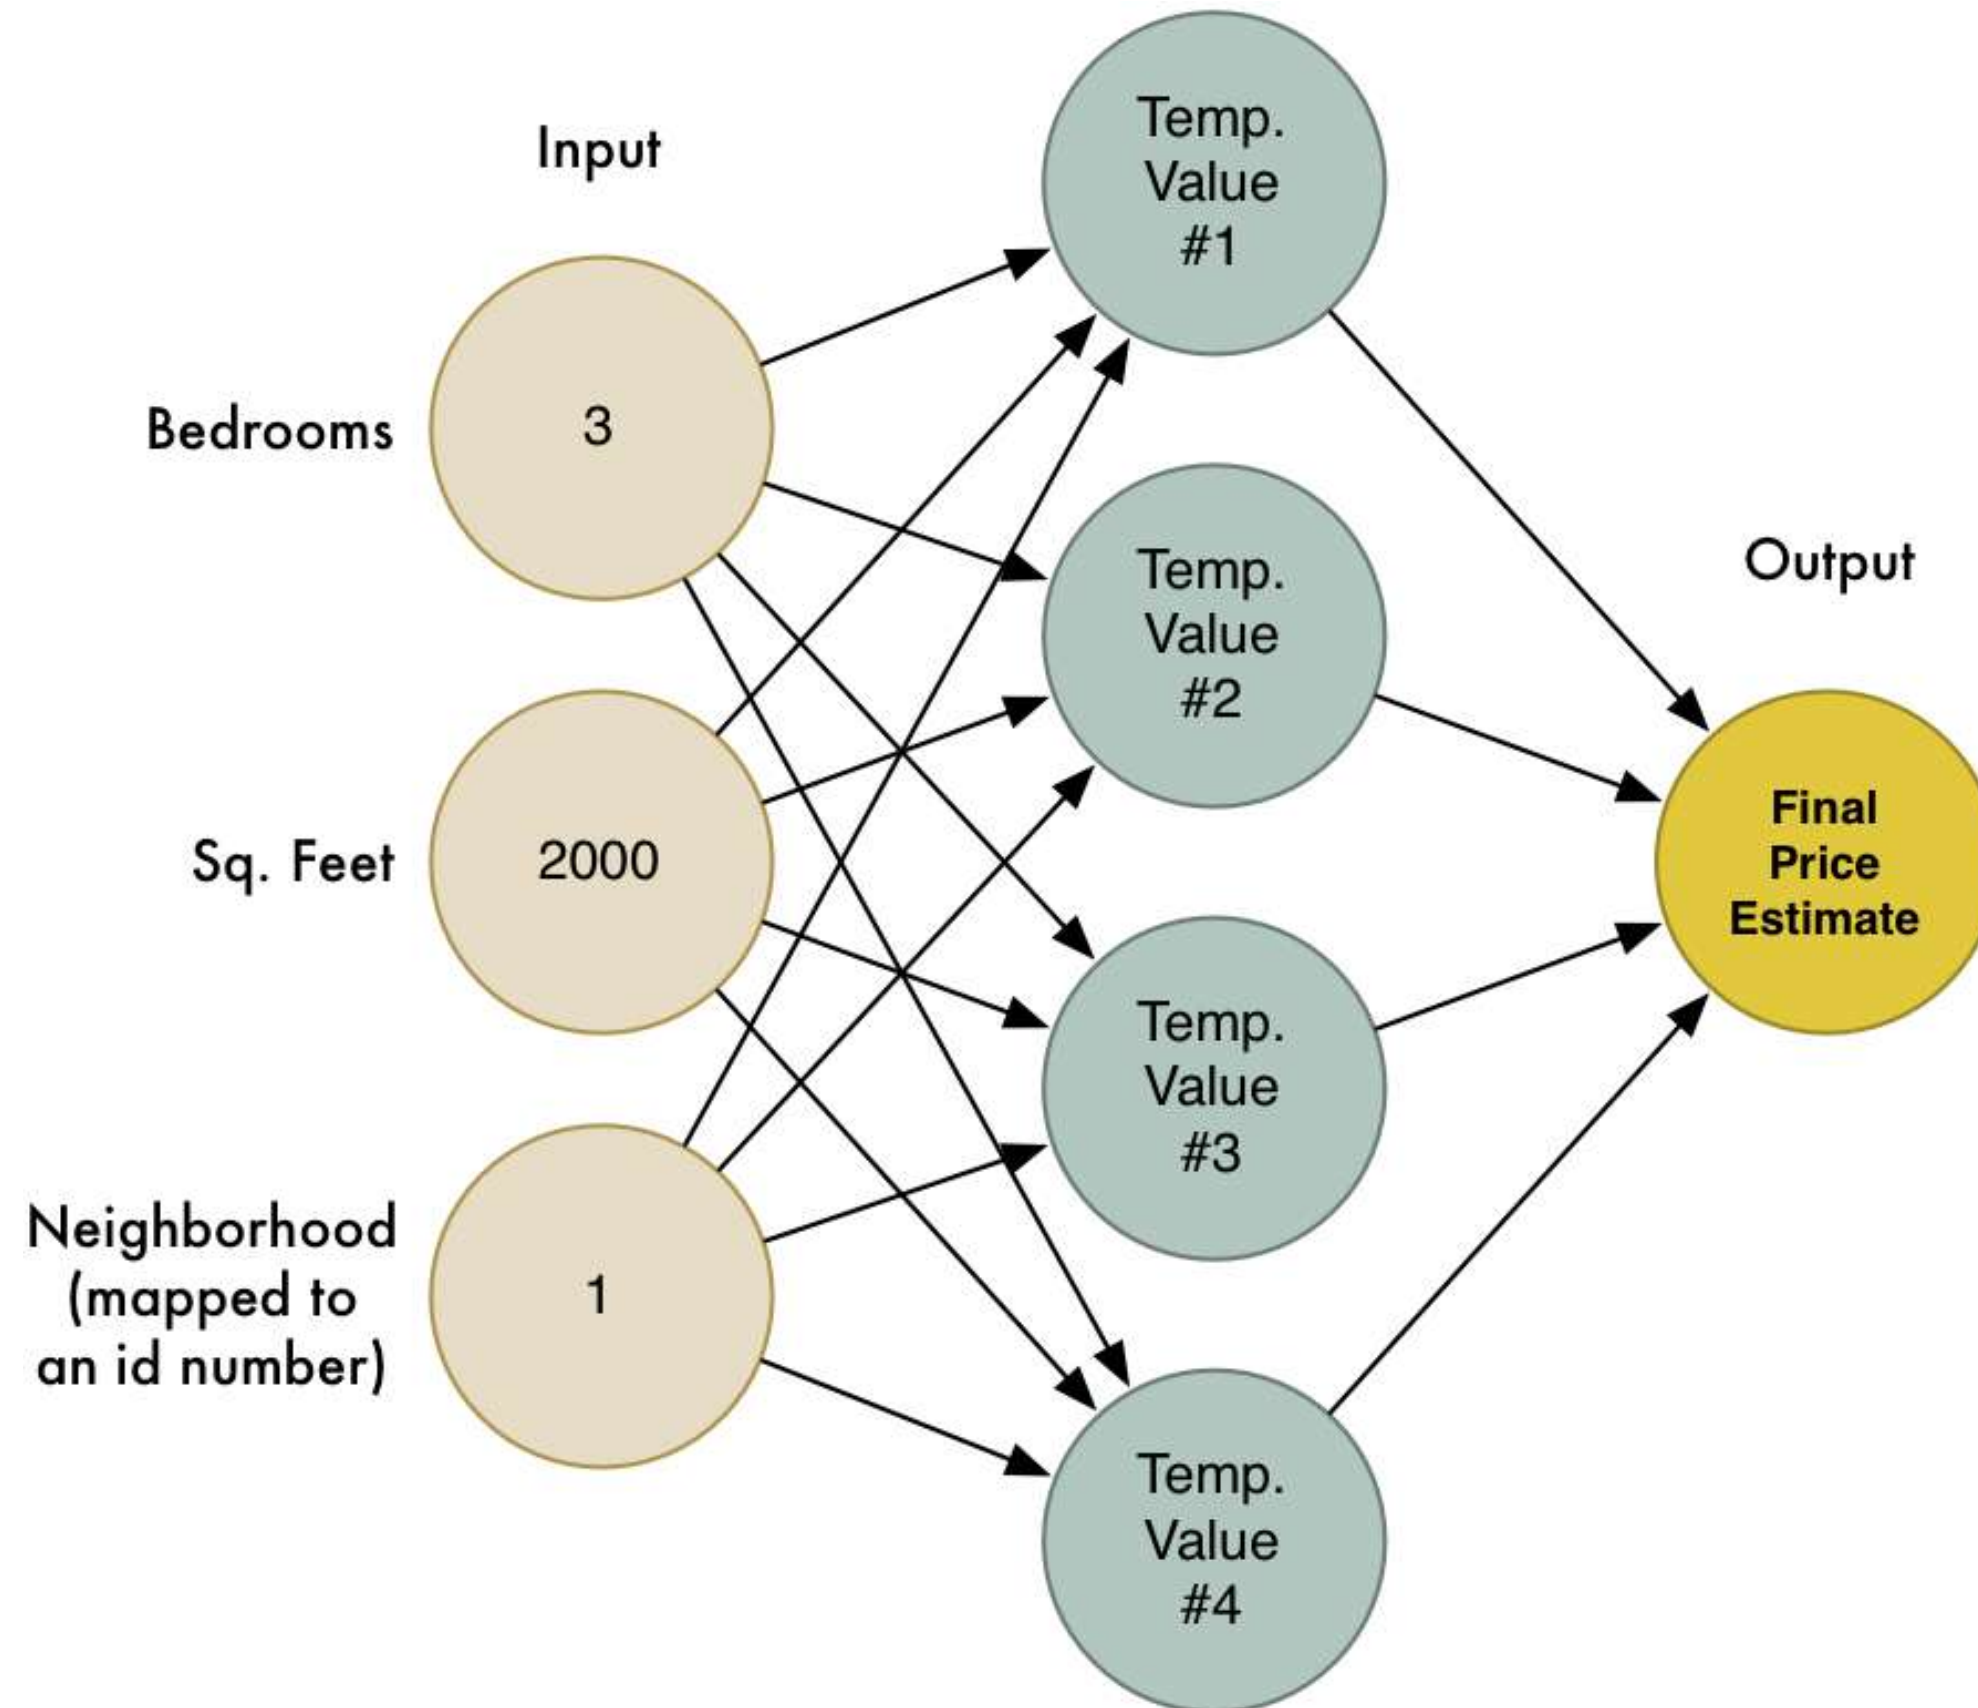 Input
Bedrooms
3
Sq. Feet
2000
Neighborhood
(mapped to
an id number)
1
Temp.
Value
#1
Temp.
Value
#2
Temp.
Value
#3
Temp.
Value
#4
Output
Final
Price
Estimate